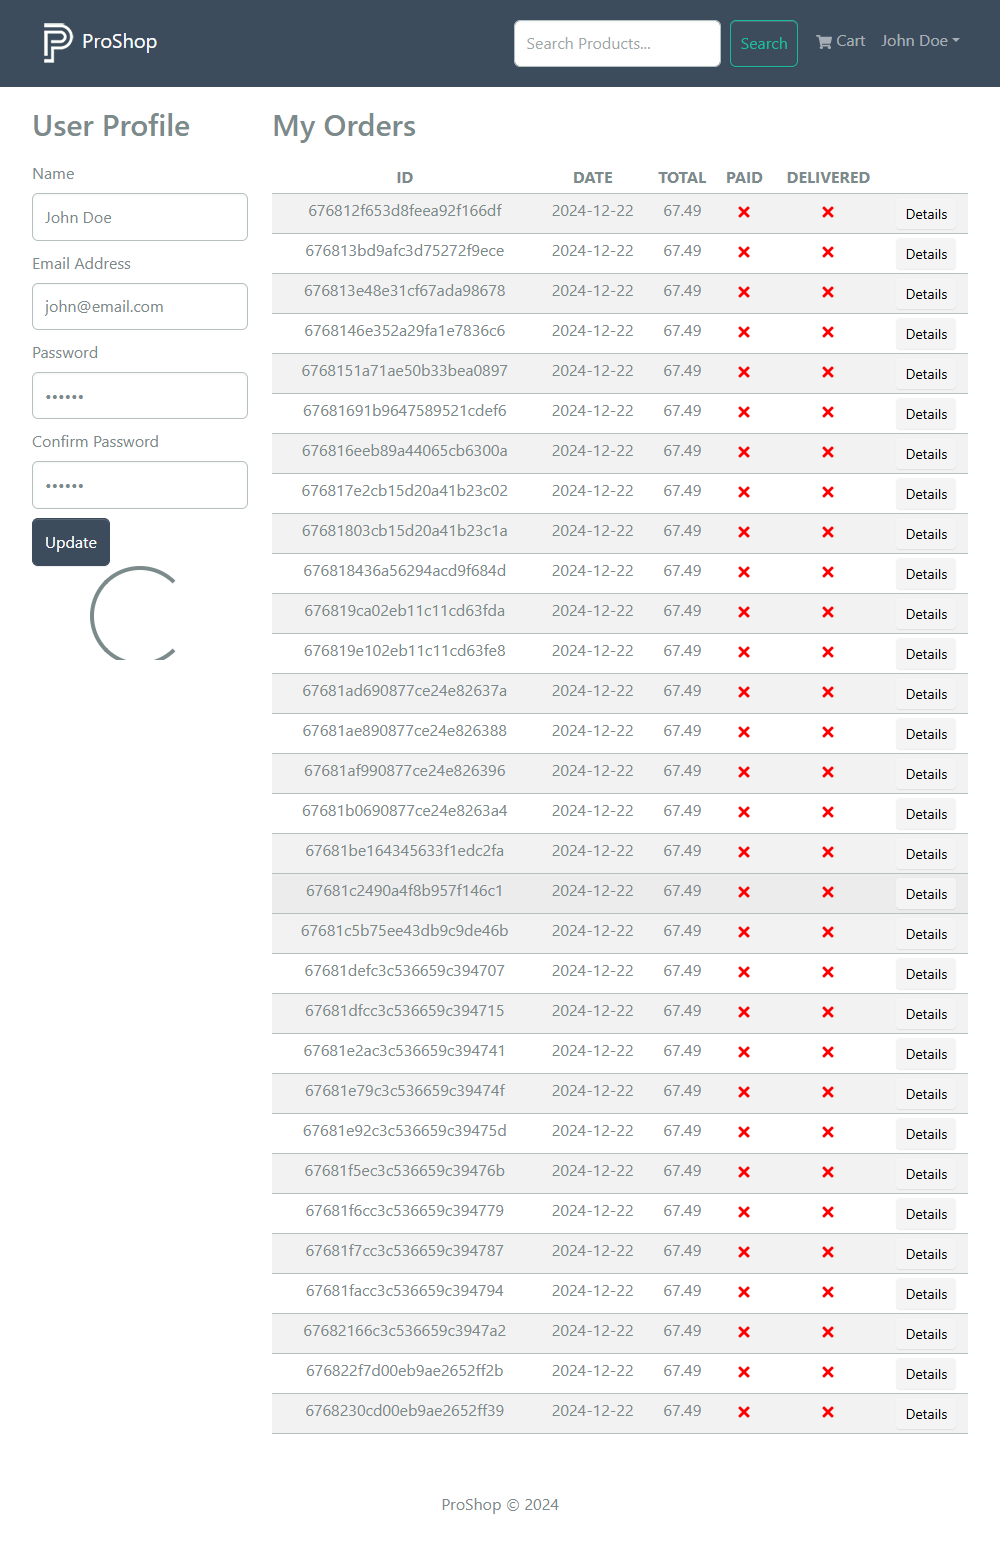 ProShop
Search Products...
Search
Cart
John Doe
User Profile
Name
John Doe
Email Address
john@email.com
Password
••••••
Confirm Password
••••••
Update
My Orders
ID DATE TOTAL PAID DELIVERED
676812f653d8feea92f166df 2024-12-22 67.49 Details
676813bd9afc3d75272f9ece 2024-12-22 67.49 Details
676813e48e31cf67ada98678 2024-12-22 67.49 Details
6768146e352a29fa1e7836c6 2024-12-22 67.49 Details
6768151a71ae50b33bea0897 2024-12-22 67.49 Details
67681691b9647589521cdef6 2024-12-22 67.49 Details
676816eeb89a44065cb6300a 2024-12-22 67.49 Details
676817e2cb15d20a41b23c02 2024-12-22 67.49 Details
67681803cb15d20a41b23c1a 2024-12-22 67.49 Details
676818436a56294acd9f684d 2024-12-22 67.49 Details
676819ca02eb11c11cd63fda 2024-12-22 67.49 Details
676819e102eb11c11cd63fe8 2024-12-22 67.49 Details
67681ad690877ce24e82637a 2024-12-22 67.49 Details
67681ae890877ce24e826388 2024-12-22 67.49 Details
67681af990877ce24e826396 2024-12-22 67.49 Details
67681b0690877ce24e8263a4 2024-12-22 67.49 Details
67681be164345633f1edc2fa 2024-12-22 67.49 Details
67681c2490a4f8b957f146c1 2024-12-22 67.49 Details
67681c5b75ee43db9c9de46b 2024-12-22 67.49 Details
67681defc3c536659c394707 2024-12-22 67.49 Details
67681dfcc3c536659c394715 2024-12-22 67.49 Details
67681e2ac3c536659c394741 2024-12-22 67.49 Details
67681e79c3c536659c39474f 2024-12-22 67.49 Details
67681e92c3c536659c39475d 2024-12-22 67.49 Details
67681f5ec3c536659c39476b 2024-12-22 67.49 Details
67681f6cc3c536659c394779 2024-12-22 67.49 Details
67681f7cc3c536659c394787 2024-12-22 67.49 Details
67681facc3c536659c394794 2024-12-22 67.49 Details
67682166c3c536659c3947a2 2024-12-22 67.49 Details
676822f7d00eb9ae2652ff2b 2024-12-22 67.49 Details
6768230cd00eb9ae2652ff39 2024-12-22 67.49 Details
ProShop © 2024